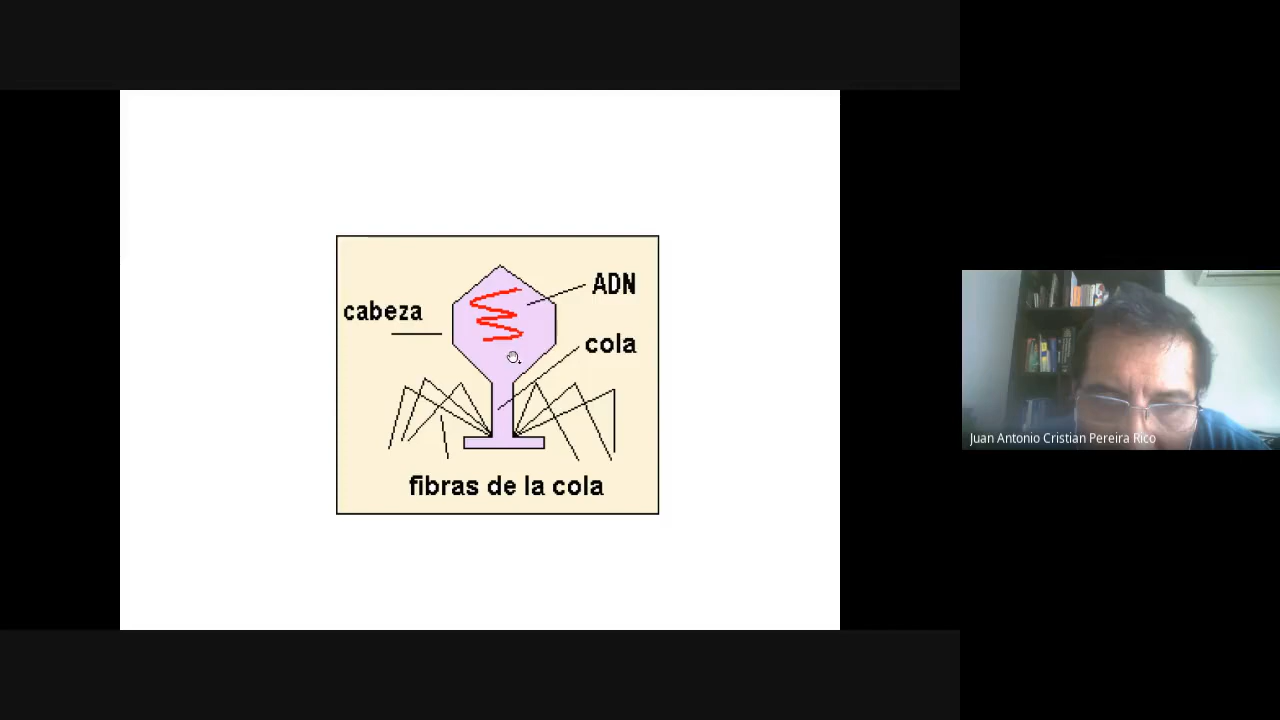 ADN
cabeza
cola
fibras de la cola
Juan Antonio Cristian Pereira Rico